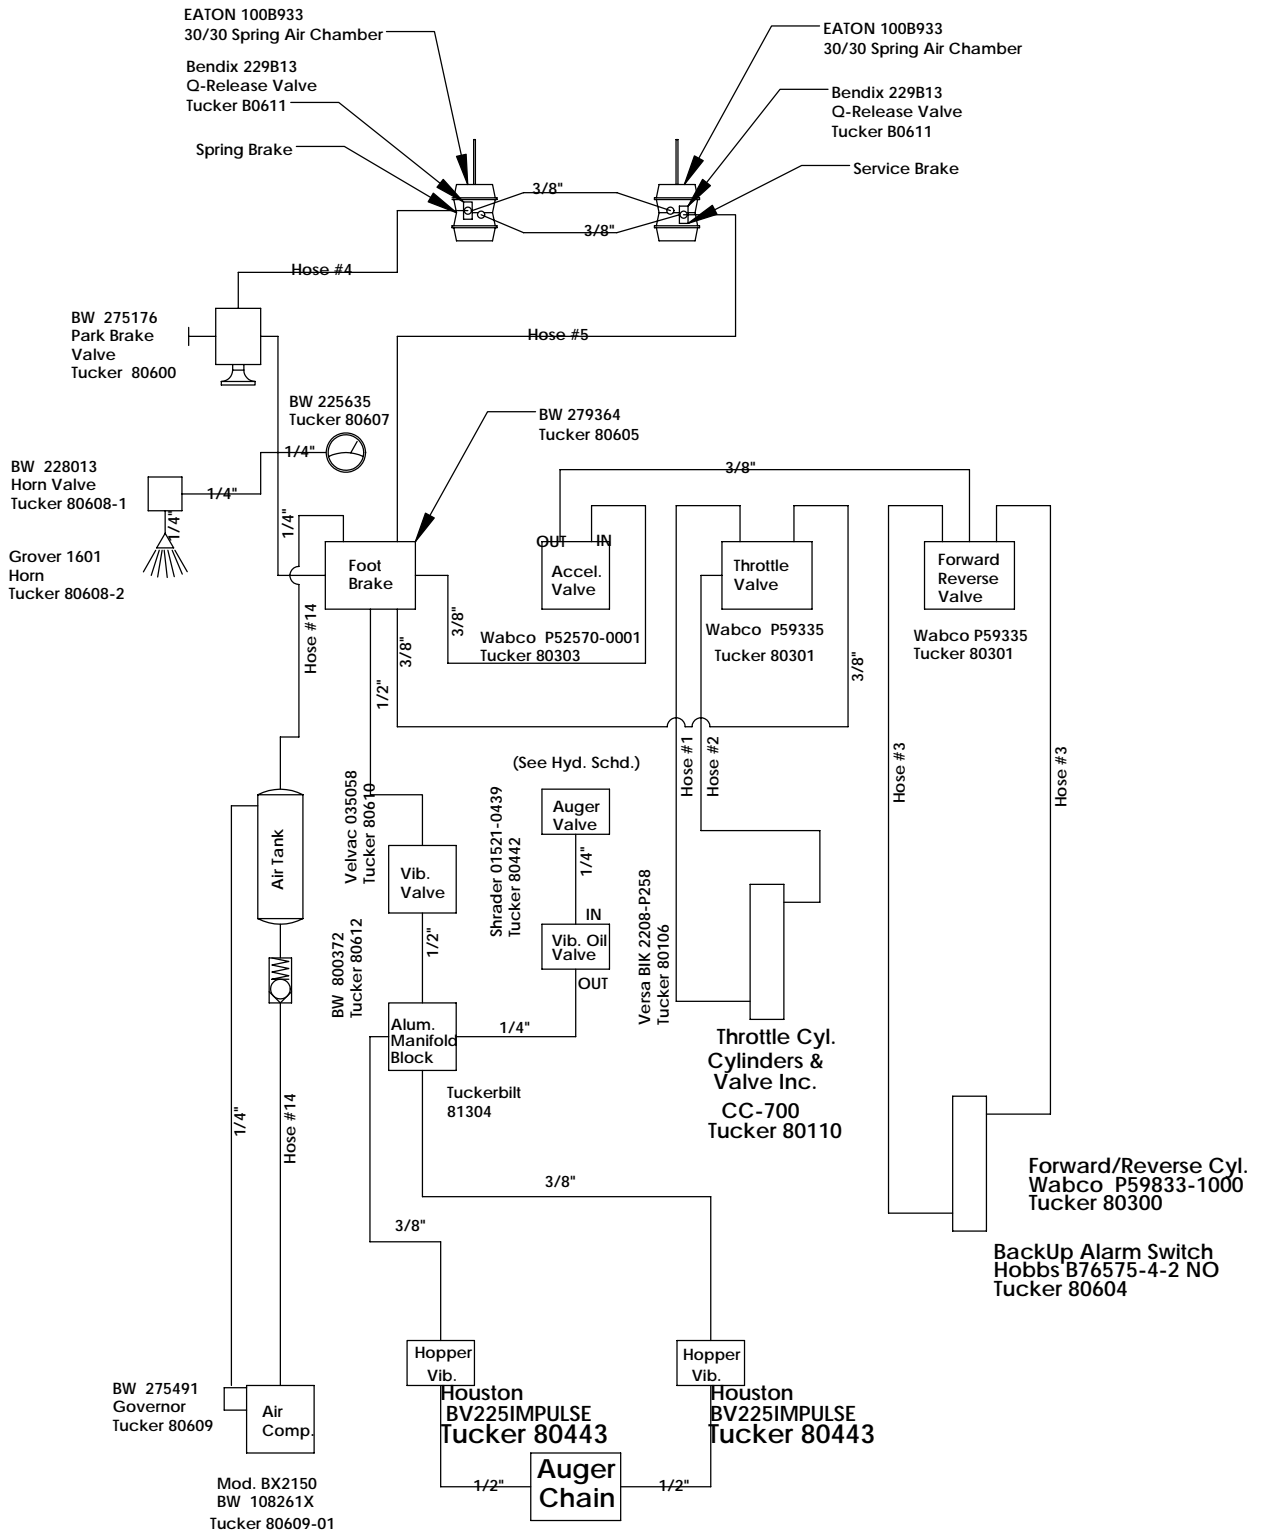 EATON 100B933
30/30 Spring Air Chamber
Bendix 229B13
Q-Release Valve
Tucker B0611
Spring Brake
EATON 100B933
30/30 Spring Air Chamber
Bendix 229B13
Q-Release Valve
Tucker B0611
Service Brake
3/8"
3/8"
Hose #4
Hose #5
BW 275176
Park Brake
Valve
Tucker 80600
BW 225635
Tucker 80607
BW 279364
Tucker 80605
1/4"
BW 228013
Horn Valve
Tucker 80608-1
1/4"
1/4"
1/4"
Grover 1601
Horn
Tucker 80608-2
3/8"
Foot
Brake
OUT
IN
Accel.
Valve
Throttle
Valve
Forward
Reverse
Valve
Hose #14
3/8"
3/8"
1/2"
Wabco P52570-0001
Tucker 80303
Wabco P59335
Tucker 80301
3/8"
Wabco P59335
Tucker 80301
Hose #1
Hose #2
Hose #3
Hose #3
(See Hyd. Schd.)
Velvac 035058
Tucker 80610
Shrader 01521-0439
Tucker 80442
Auger
Valve
1/4"
Air Tank
Vib.
Valve
IN
Vib. Oil
Valve
OUT
Versa BIK 2208-P258
Tucker 80106
BW 800372
Tucker 80612
1/2"
Alum.
Manifold
Block
1/4"
Tuckerbilt
81304
Throttle Cyl.
Cylinders &
Valve Inc.
CC-700
Tucker 80110
1/4"
Hose #14
3/8"
3/8"
Forward/Reverse Cyl.
Wabco P59833-1000
Tucker 80300
BackUp Alarm Switch
Hobbs B76575-4-2 NO
Tucker 80604
Hopper
Vib.
Houston
BV225IMPULSE
Tucker 80443
Hopper
Vib.
Houston
BV225IMPULSE
Tucker 80443
BW 275491
Governor
Tucker 80609
Air
Comp.
1/2"
Auger
Chain
1/2"
Mod. BX2150
BW 108261X
Tucker 80609-01